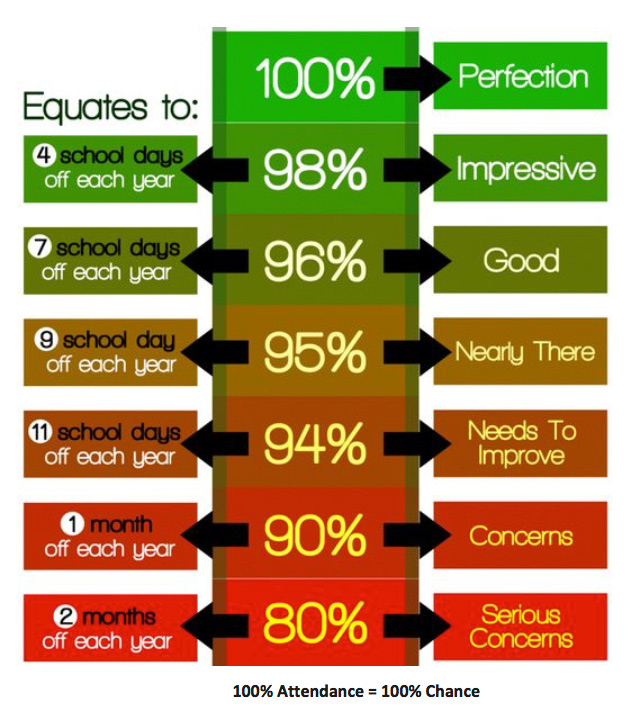 100%
Perfection
Equates to:
4 school days
off each year
98%
Impressive
7 school days
off each year
96%
Good
9 school day
off each year
95%
Nearly There
11 school days
off each year
94%
Needs To
Improve
1 month
off each year
90%
Concerns
2 months
off each year
80%
Serious
Concerns
100% Attendance = 100% Chance